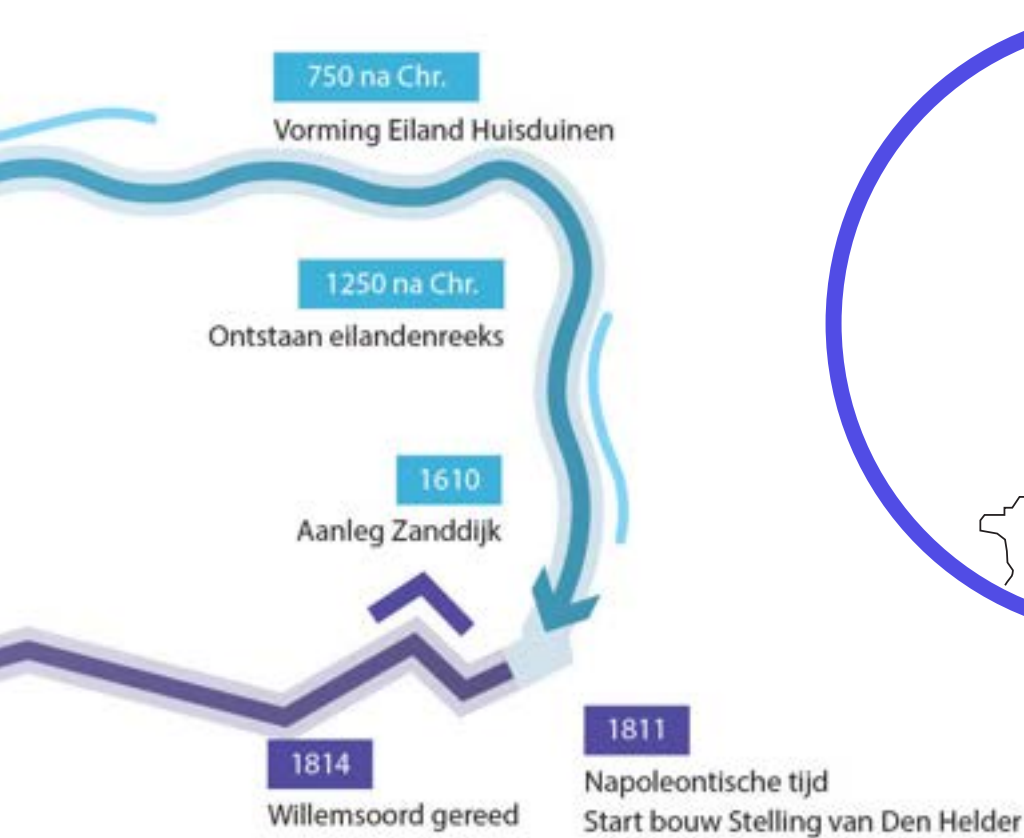 750 na Chr.
Vorming Eiland Huisduinen
1250 na Chr.
Ontstaan eilandenreeks
1610
Aanleg Zanddijk
1811
Napoleontische tijd
Start bouw Stelling van Den Helder
1814
Willemsoord gereed